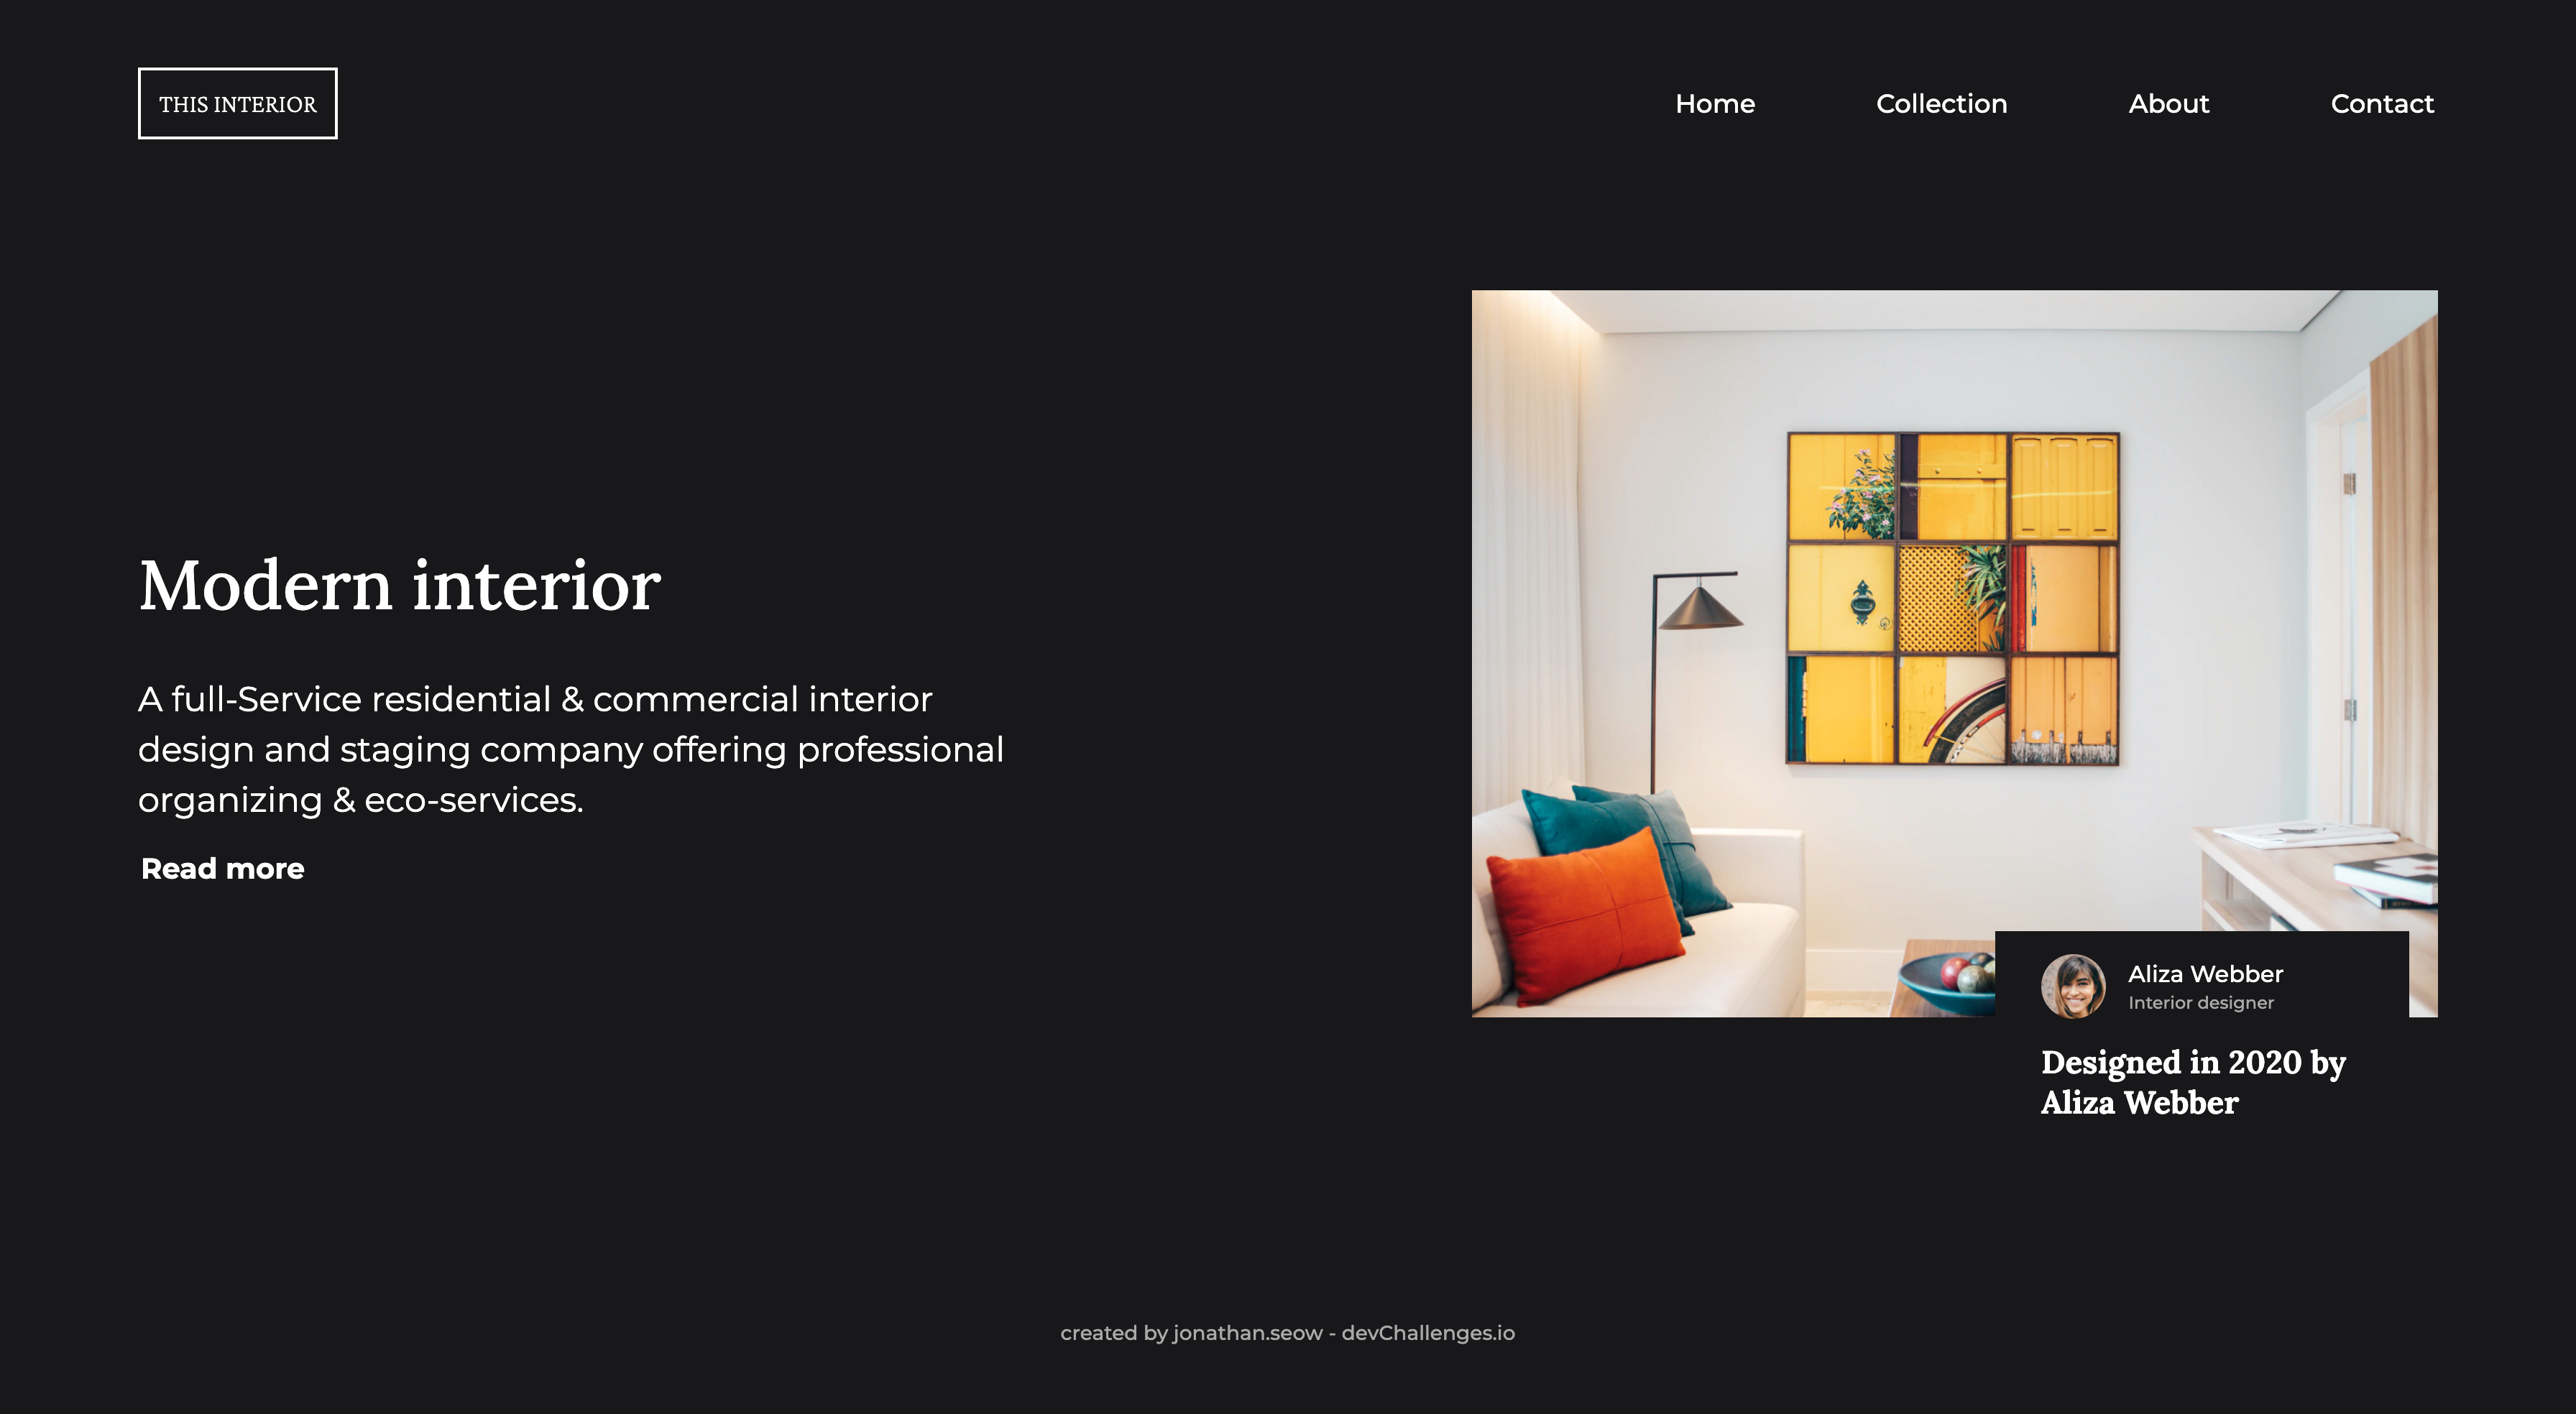 THIS INTERIOR
Home
Collection
About
Contact
Modern interior
A full-Service residential & commercial interior
design and staging company offering professional
organizing & eco-services.
Read more
Aliza Webber
Interior designer
Designed in 2020 by
Aliza Webber
created by jonathan.seow - devChallenges.io